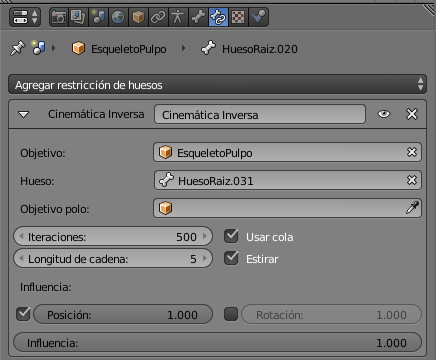 EsqueletoPulpo HuesoRaiz.020
Agregar restricción de huesos
Cinemática Inversa Cinemática Inversa
Objetivo: EsqueletoPulpo
Hueso: HuesoRaiz.031
Objetivo polo:
Iteraciones: 500 Usar cola
Longitud de cadena: 5 Estirar
Influencia:
Posición: 1.000 Rotación: 1.000
Influencia: 1.000